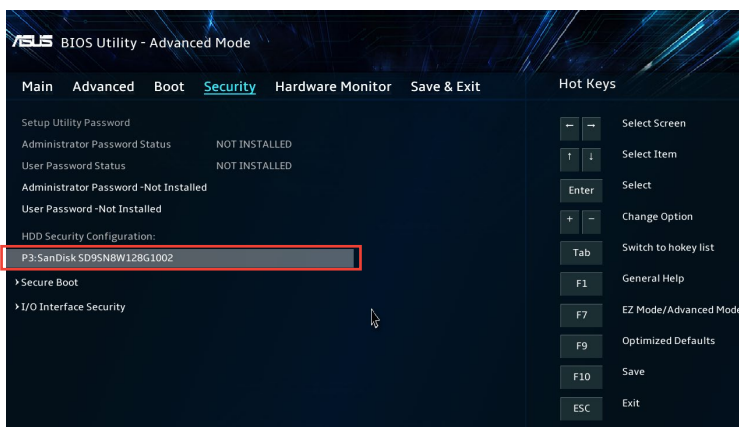 ASUS BIOS Utility - Advanced Mode
Main Advanced Boot Security Hardware Monitor Save & Exit
Hot Keys
Setup Utility Password
Administrator Password Status NOT INSTALLED
User Password Status NOT INSTALLED
Administrator Password -Not Installed
User Password -Not Installed
HDD Security Configuration:
P3:SanDisk SD9SN8W128G1002
Secure Boot
I/O Interface Security
← → Select Screen
↑ ↓ Select Item
Enter Select
+ - Change Option
Tab Switch to hokey list
F1 General Help
F7 EZ Mode/Advanced Mode
F9 Optimized Defaults
F10 Save
ESC Exit